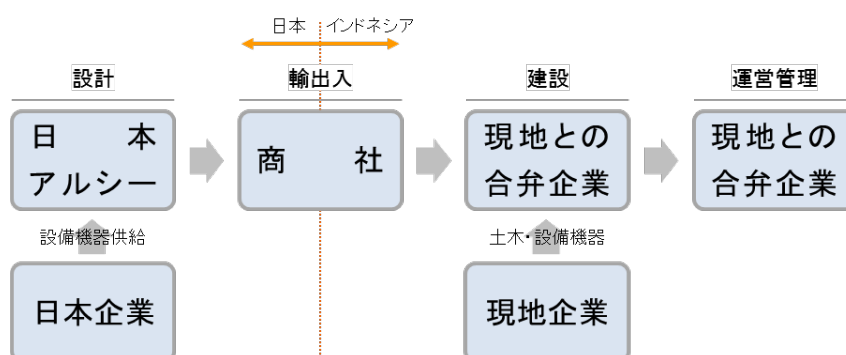 日本 インドネシア
設計
輸出入
建設
運営管理
日本
アルシー
商社
現地との
合弁企業
現地との
合弁企業
設備機器供給
土木・設備機器
日本企業
現地企業